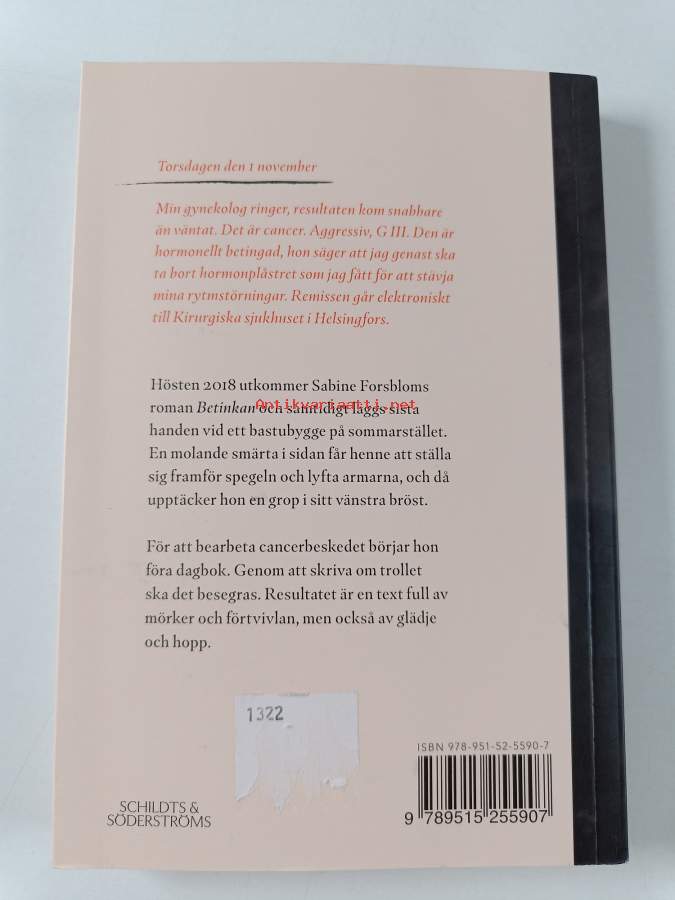 Torsdagen den 1 november
Min gynekolog ringer, resultaten kom snabbare
än väntat. Det är cancer. Aggressiv, G III. Den är
hormonellt betingad, hon säger att jag genast ska
ta bort hormonplåstret som jag fått för att stävja
mina rytmstörningar. Remissen går elektroniskt
till Kirurgiska sjukhuset i Helsingfors.
Hösten 2018 utkommer Sabine Forsbloms
Antikvariaatti.net
roman Betinkan och samtidigt läggs sista
handen vid ett bastubygge på sommarstället.
En molande smärta i sidan får henne att ställa
sig framför spegeln och lyfta armarna, och då
upptäcker hon en grop i sitt vänstra bröst.
För att bearbeta cancerbeskedet börjar hon
föra dagbok. Genom att skriva om trollet
ska det besegras. Resultatet är en text full av
mörker och förtvivlan, men också av glädje
och hopp.
1322
ISBN 978-951-52-5590-7
9 789515 255907
SCHILDTS &
SÖDERSTRÖMS